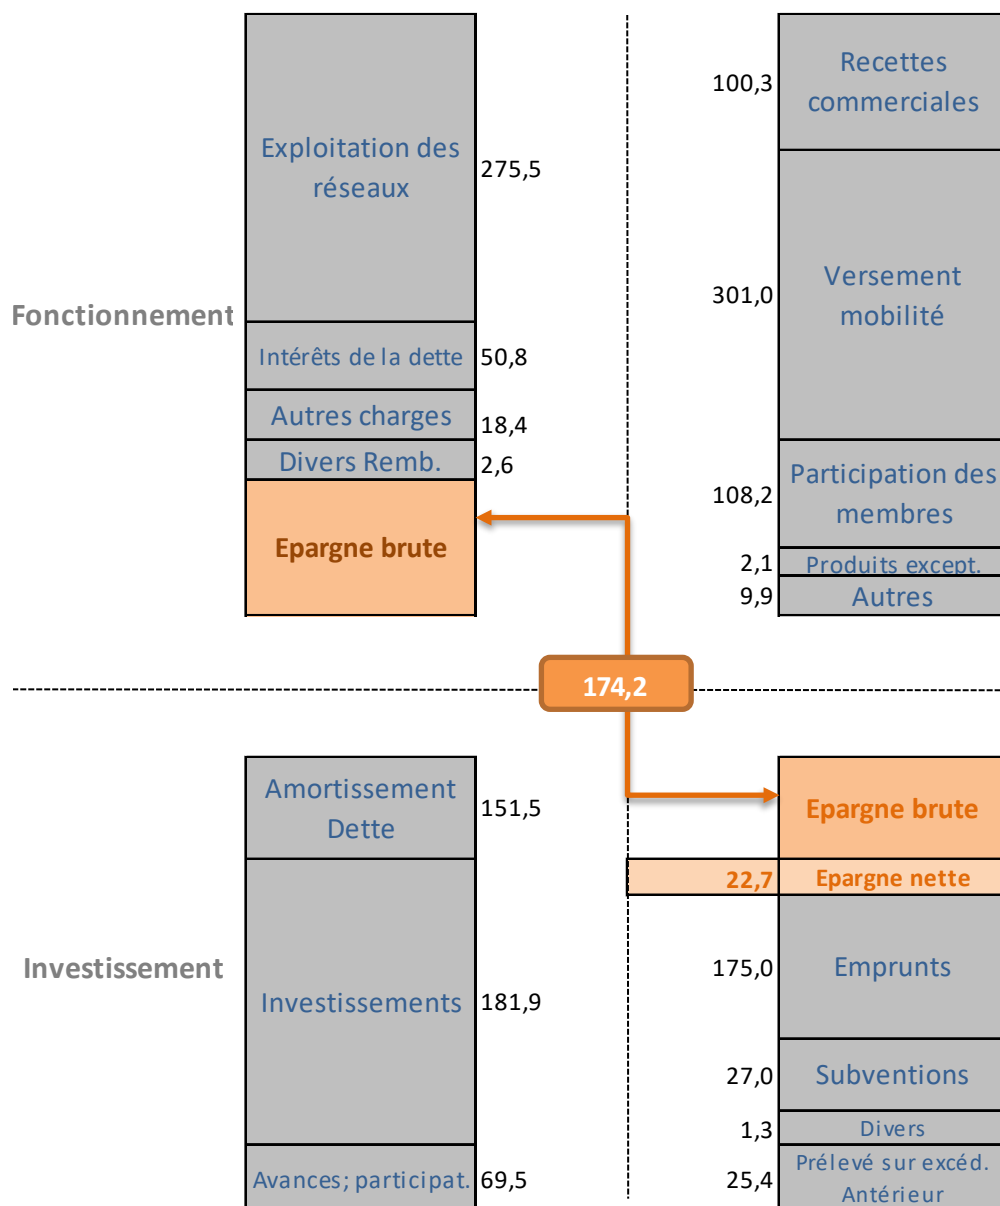 Fonctionnement
Exploitation des
réseaux
275,5
Intérêts de la dette
50,8
Autres charges
18,4
Divers Remb.
2,6
Epargne brute
100,3
Recettes
commerciales
301,0
Versement
mobilité
108,2
Participation des
membres
2,1
Produits except.
9,9
Autres
174,2
Investissement
Amortissement
Dette
151,5
Investissements
181,9
Avances; participat.
69,5
Epargne brute
22,7
Epargne nette
175,0
Emprunts
27,0
Subventions
1,3
Divers
25,4
Prélevé sur excéd.
Antérieur